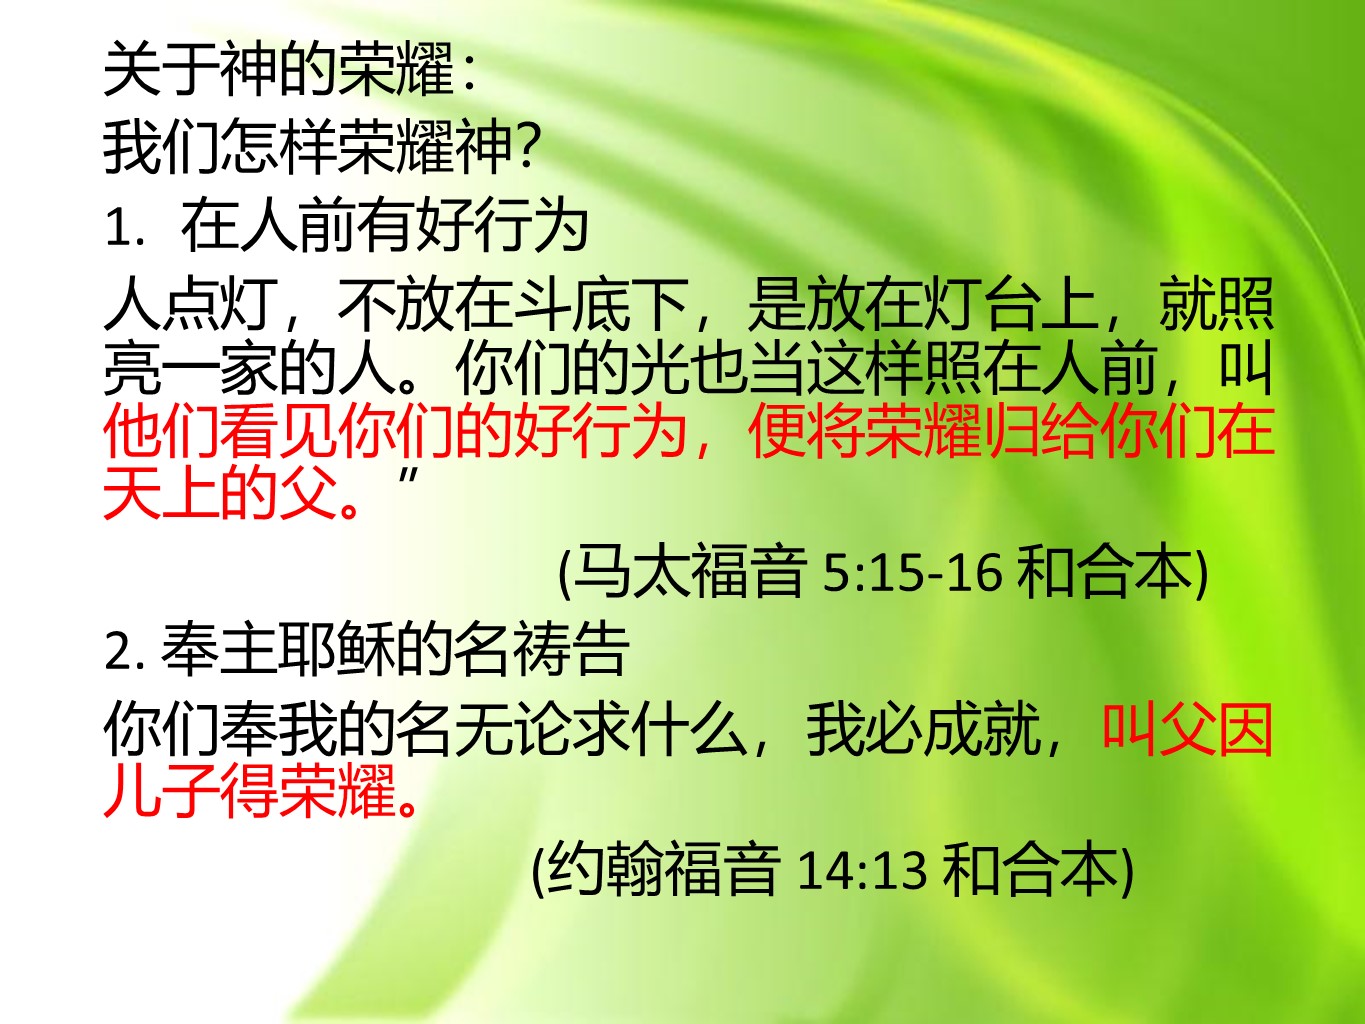 关于神的荣耀：
我们怎样荣耀神？
1. 在人前有好行为
人点灯，不放在斗底下，是放在灯台上，就照
亮一家的人。你们的光也当这样照在人前，叫
他们看见你们的好行为，便将荣耀归给你们在
天上的父。”
(马太福音 5:15-16 和合本)
2. 奉主耶稣的名祷告
你们奉我的名无论求什么，我必成就，叫父因
儿子得荣耀。
(约翰福音 14:13 和合本)